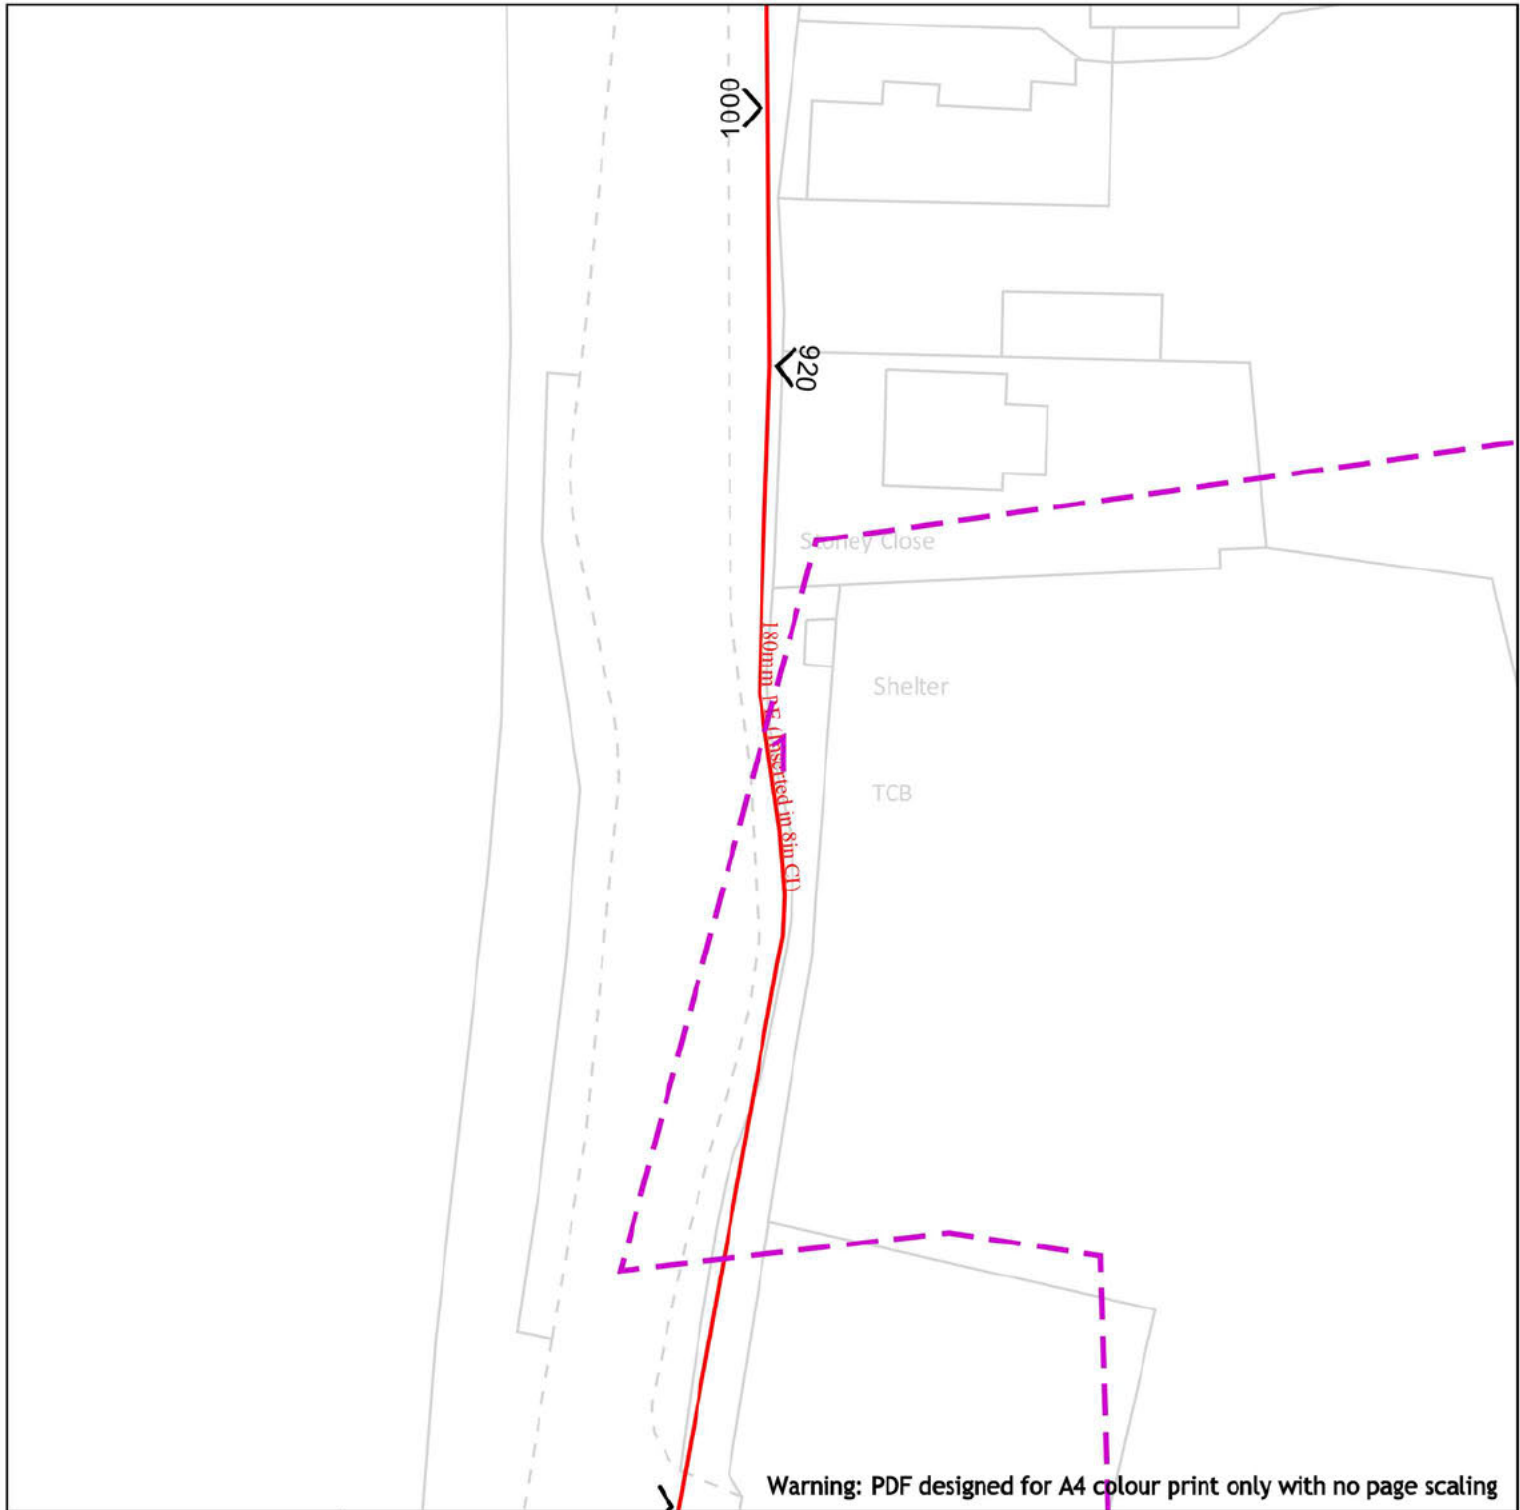 1000
920
Stoney Close
180mm PE (Inserted in 8in CI)
Shelter
TCB
Warning: PDF designed for A4 colour print only with no page scaling